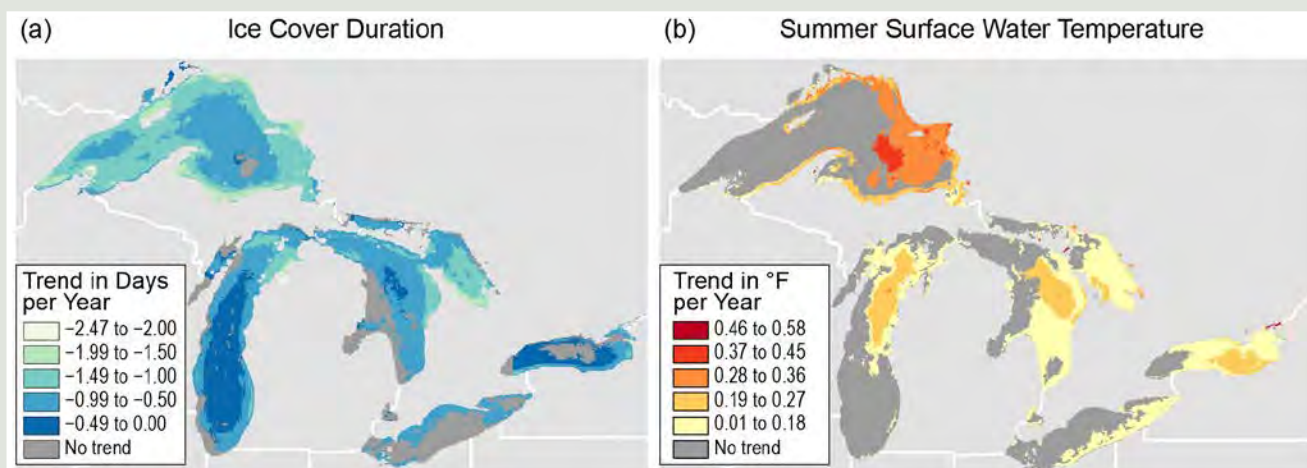 (a) Ice Cover Duration
Trend in Days
per Year
−2.47 to −2.00
−1.99 to −1.50
−1.49 to −1.00
−0.99 to −0.50
−0.49 to 0.00
No trend
(b) Summer Surface Water Temperature
Trend in °F
per Year
0.46 to 0.58
0.37 to 0.45
0.28 to 0.36
0.19 to 0.27
0.01 to 0.18
No trend